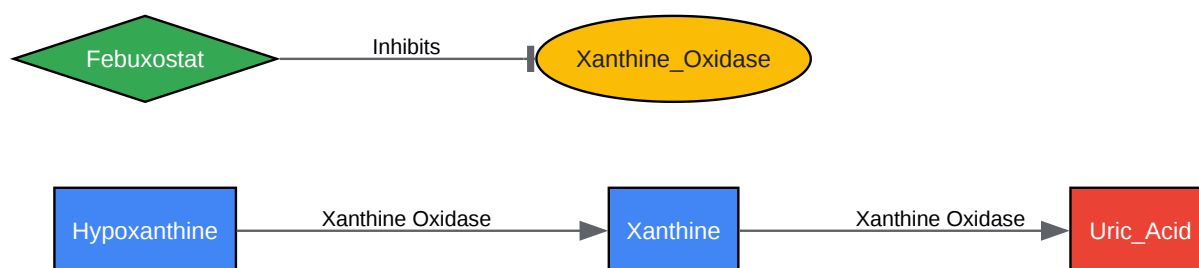 Febuxostat
Inhibits
Xanthine_Oxidase
Hypoxanthine
Xanthine Oxidase
Xanthine
Xanthine Oxidase
Uric_Acid